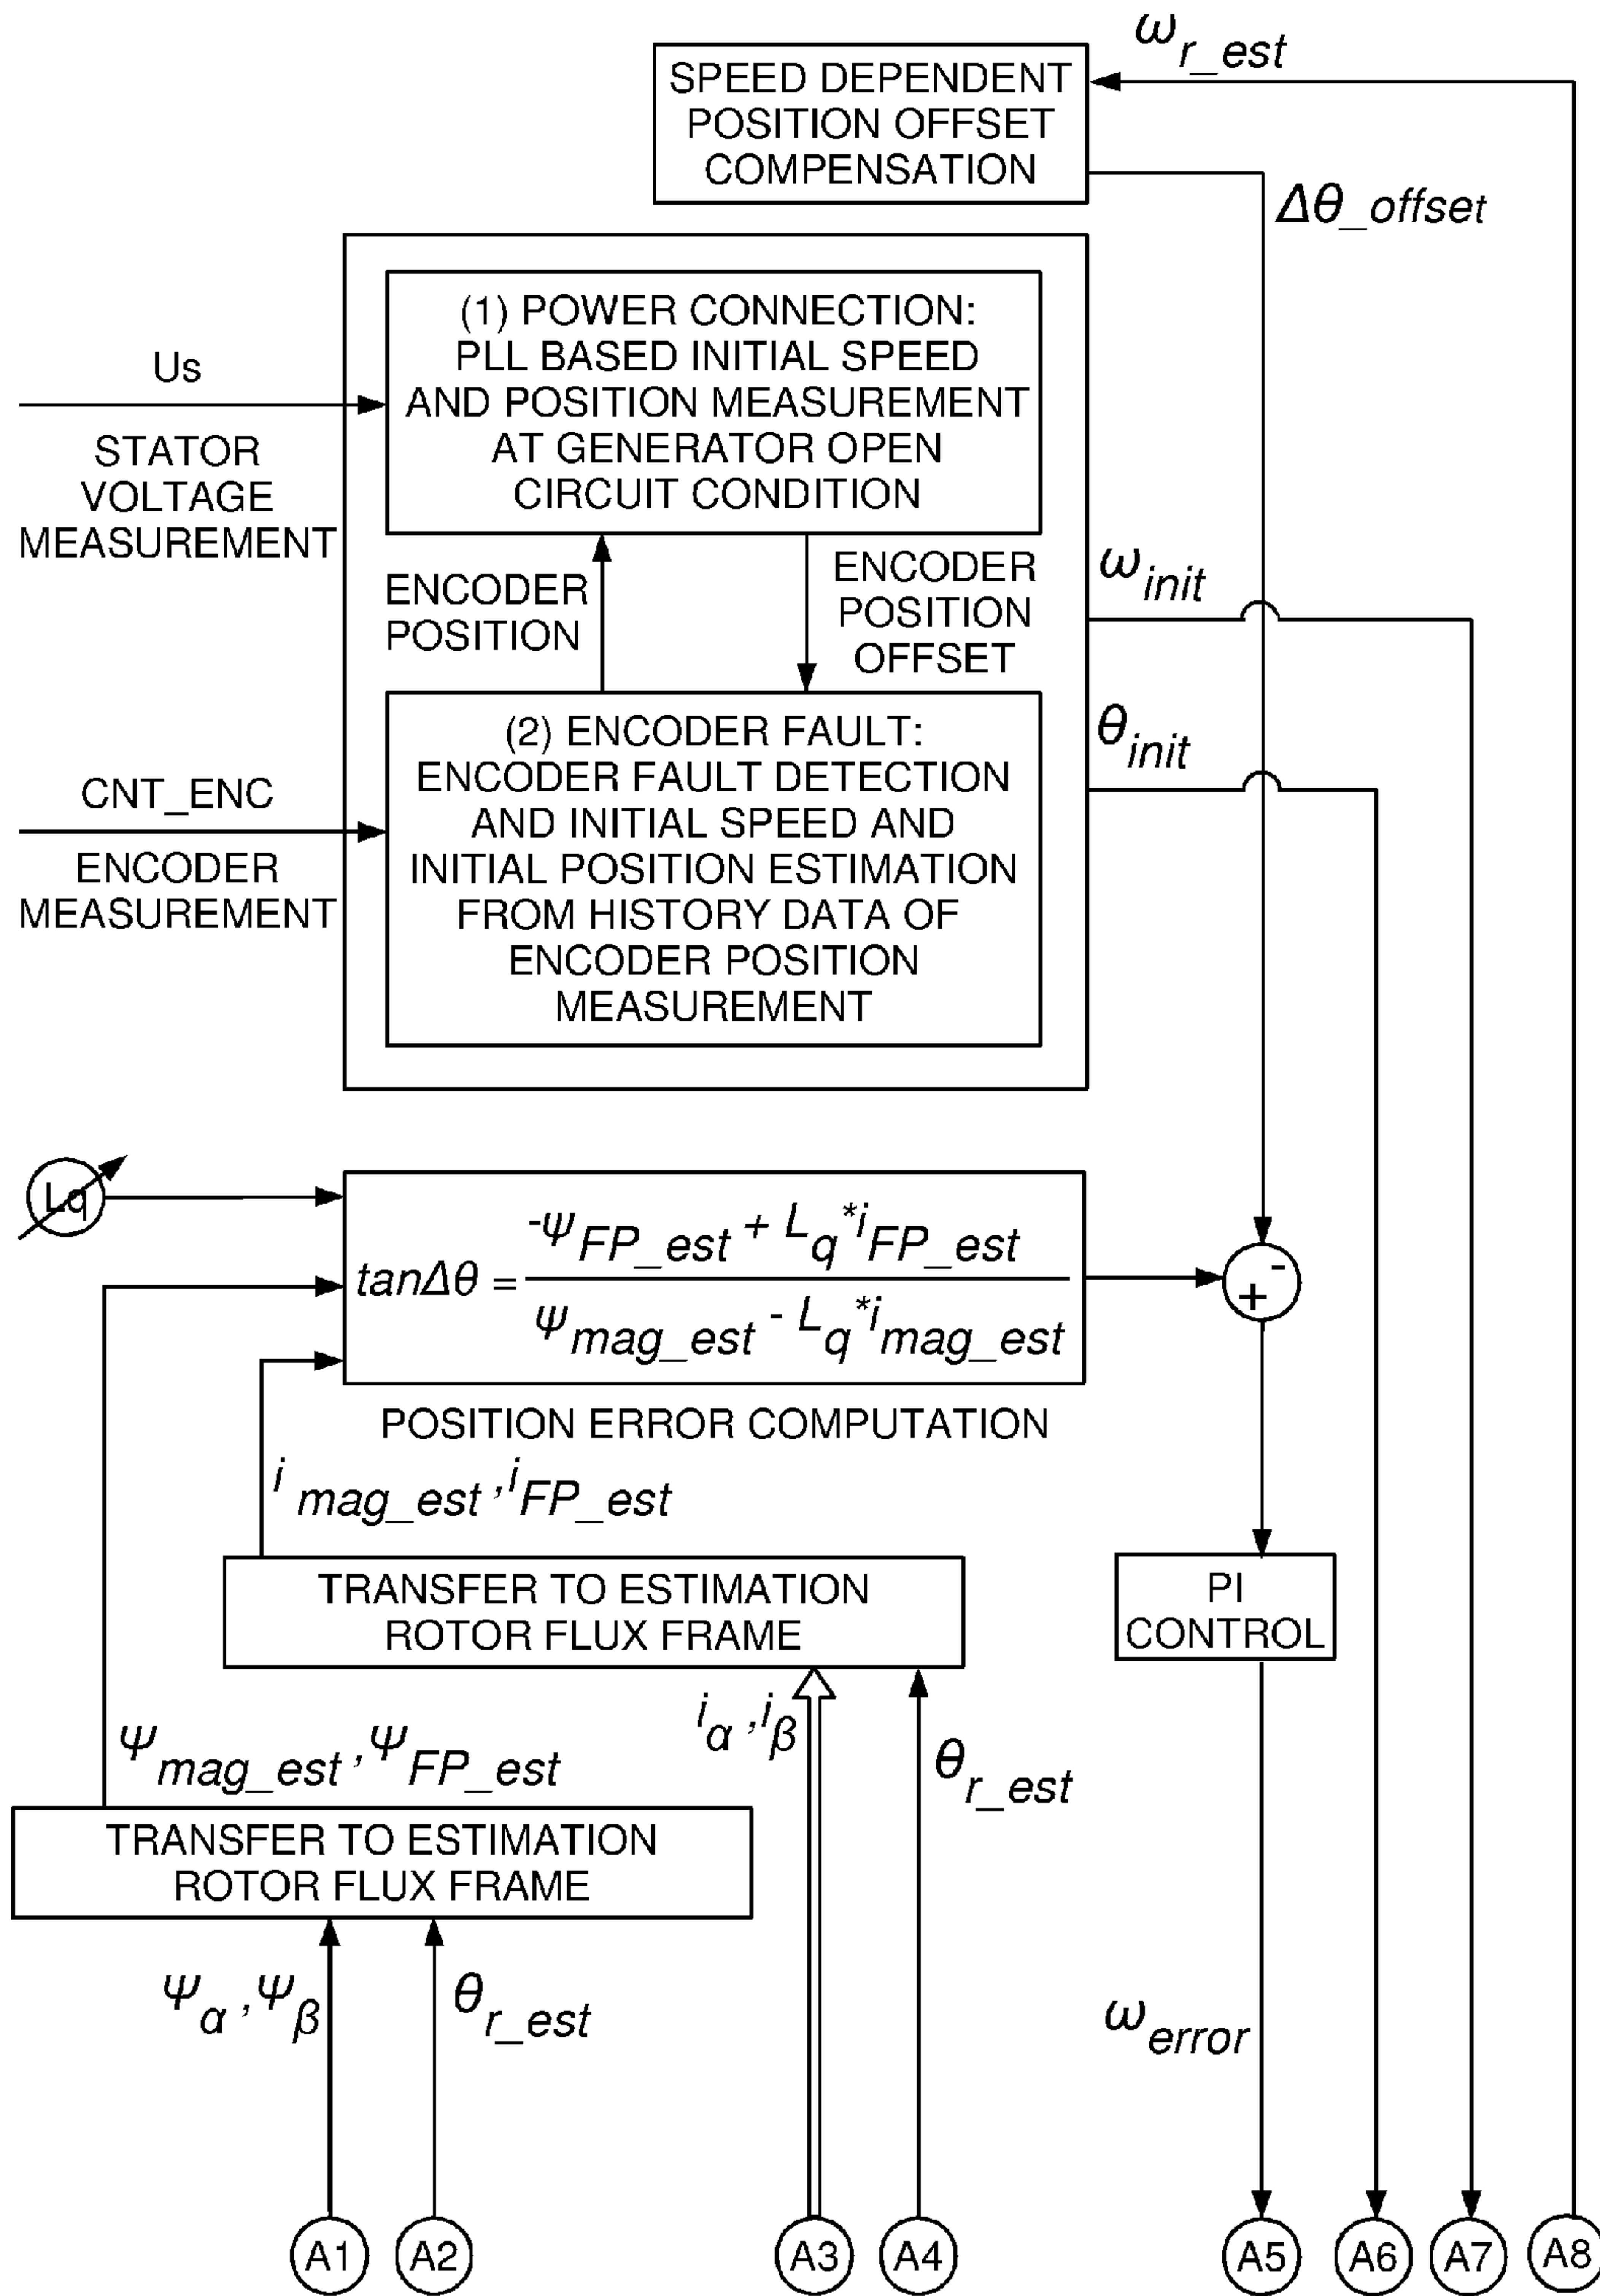 ω r_est
SPEED DEPENDENT
POSITION OFFSET
COMPENSATION
Δθ_offset
(1) POWER CONNECTION:
PLL BASED INITIAL SPEED
AND POSITION MEASUREMENT
AT GENERATOR OPEN
CIRCUIT CONDITION
Us
STATOR
VOLTAGE
MEASUREMENT
ENCODER
POSITION
ENCODER
POSITION
OFFSET
ω init
θ init
(2) ENCODER FAULT:
ENCODER FAULT DETECTION
AND INITIAL SPEED AND
INITIAL POSITION ESTIMATION
FROM HISTORY DATA OF
ENCODER POSITION
MEASUREMENT
CNT_ENC
ENCODER
MEASUREMENT
Lq
-ψ FP_est + L q *i FP_est
tanΔθ =
ψ mag_est - L q *i mag_est
-
+
POSITION ERROR COMPUTATION
i mag_est ,i FP_est
TRANSFER TO ESTIMATION
ROTOR FLUX FRAME
PI
CONTROL
i α ,i β
θ r_est
ψ mag_est ,ψ FP_est
TRANSFER TO ESTIMATION
ROTOR FLUX FRAME
ψ α ,ψ β
θ r_est
ω error
A1 A2 A3 A4 A5 A6 A7 A8